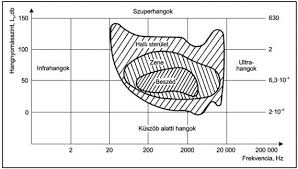 Szuperhangok
Hangnyomásszint, L, db
150
100
50
0
630
2
6,3·10⁻³
2·10⁻⁵
Halló terület
Zene
Beszéd
Infrahangok
Ultra-
hangok
Küszöb alatti hangok
2
20
200
2000
20 000
200 000
Frekvencia, Hz